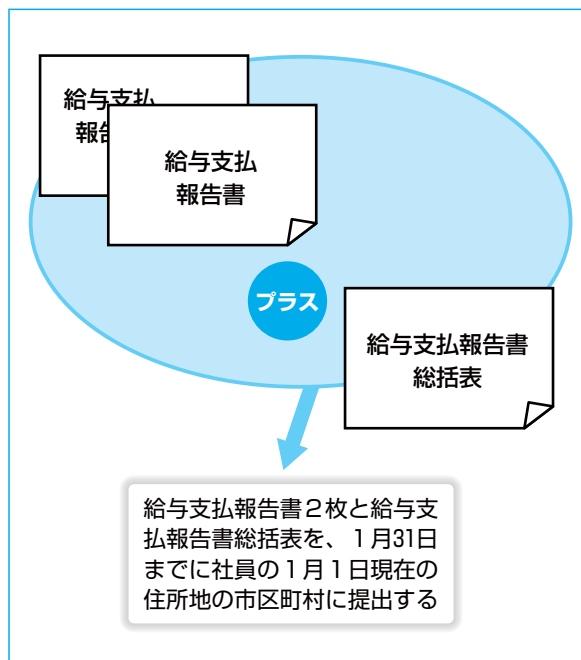 給与支払
報告
給与支払
報告書
プラス
給与支払報告書
総括表
給与支払報告書２枚と給与支
払報告書総括表を、１月31日
までに社員の１月１日現在の
住所地の市区町村に提出する